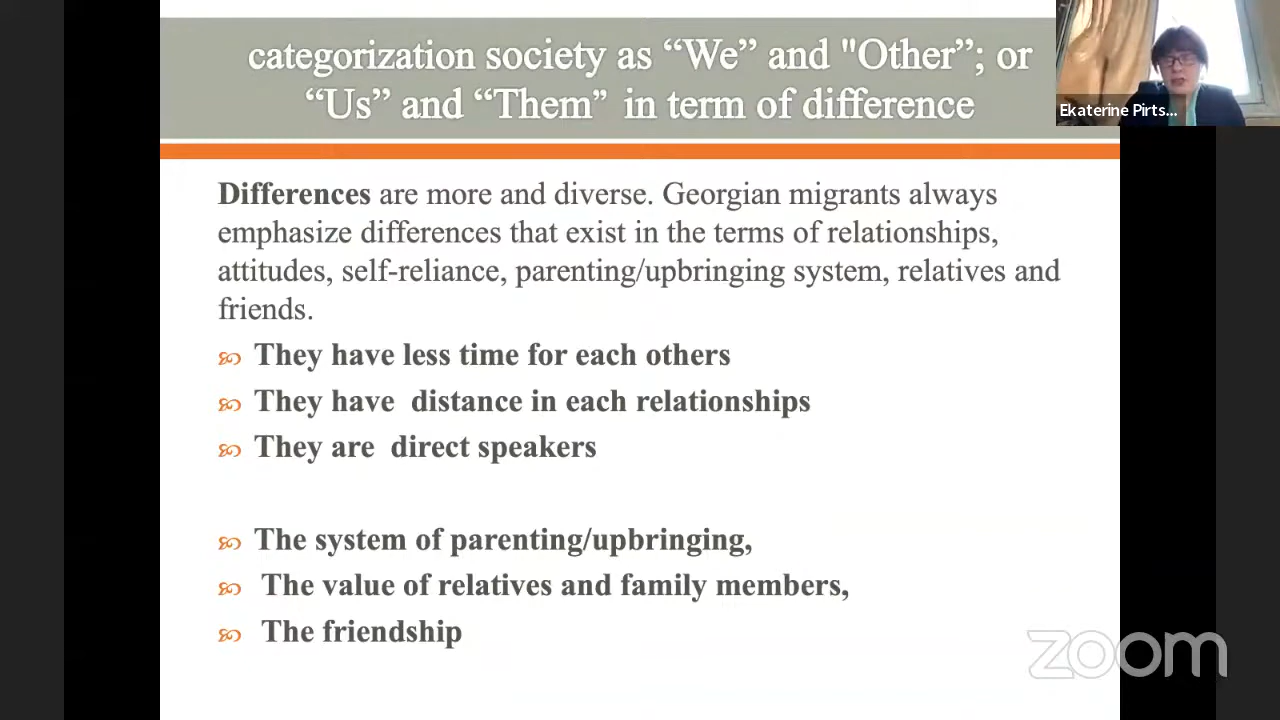 categorization society as “We” and "Other”; or
“Us” and “Them” in term of difference
Ekaterine Pirts...
Differences are more and diverse. Georgian migrants always
emphasize differences that exist in the terms of relationships,
attitudes, self-reliance, parenting/upbringing system, relatives and
friends.
They have less time for each others
They have distance in each relationships
They are direct speakers
The system of parenting/upbringing,
The value of relatives and family members,
The friendship
zoom